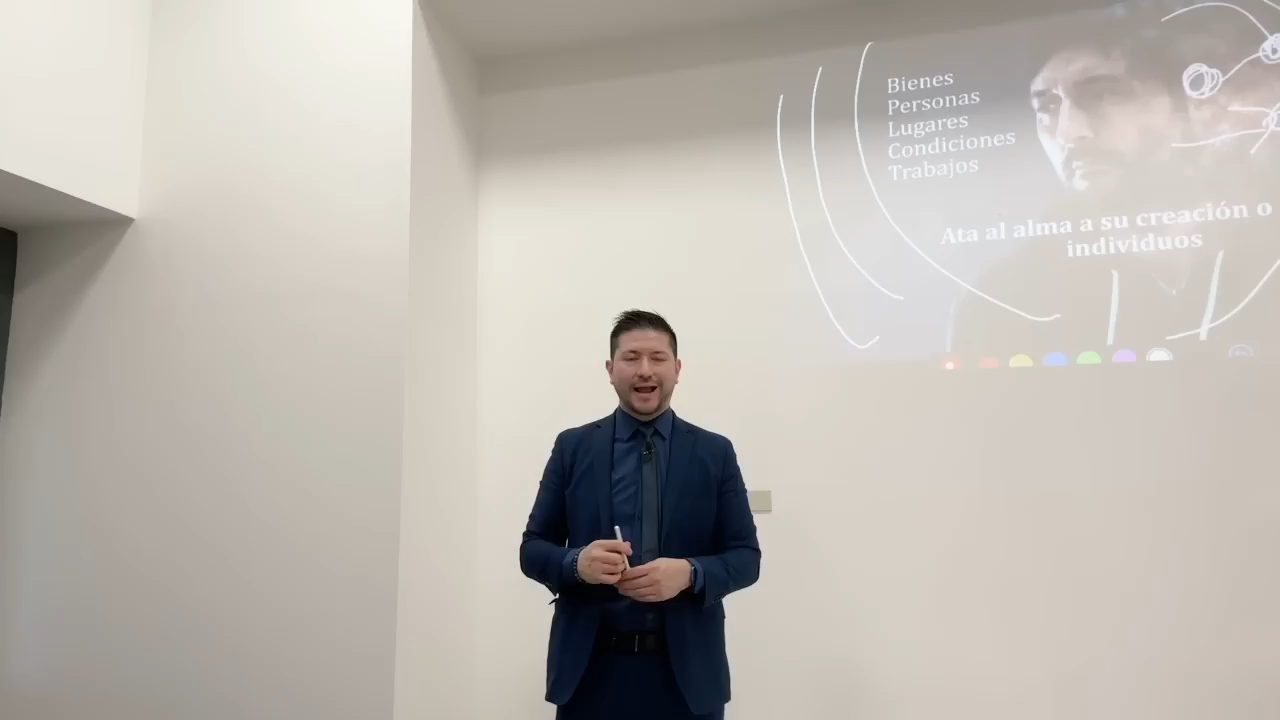 Bienes
Personas
Lugares
Condiciones
Trabajos
Ata al alma a su creación o
individuos